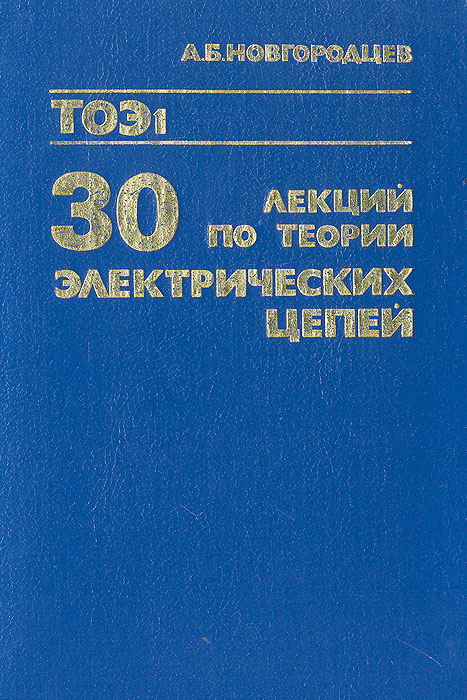 А.Б.НОВГОРОДЦЕВ
ТОЭ1
30 ЛЕКЦИЙ
ПО ТЕОРИИ
ЭЛЕКТРИЧЕСКИХ
ЦЕПЕЙ